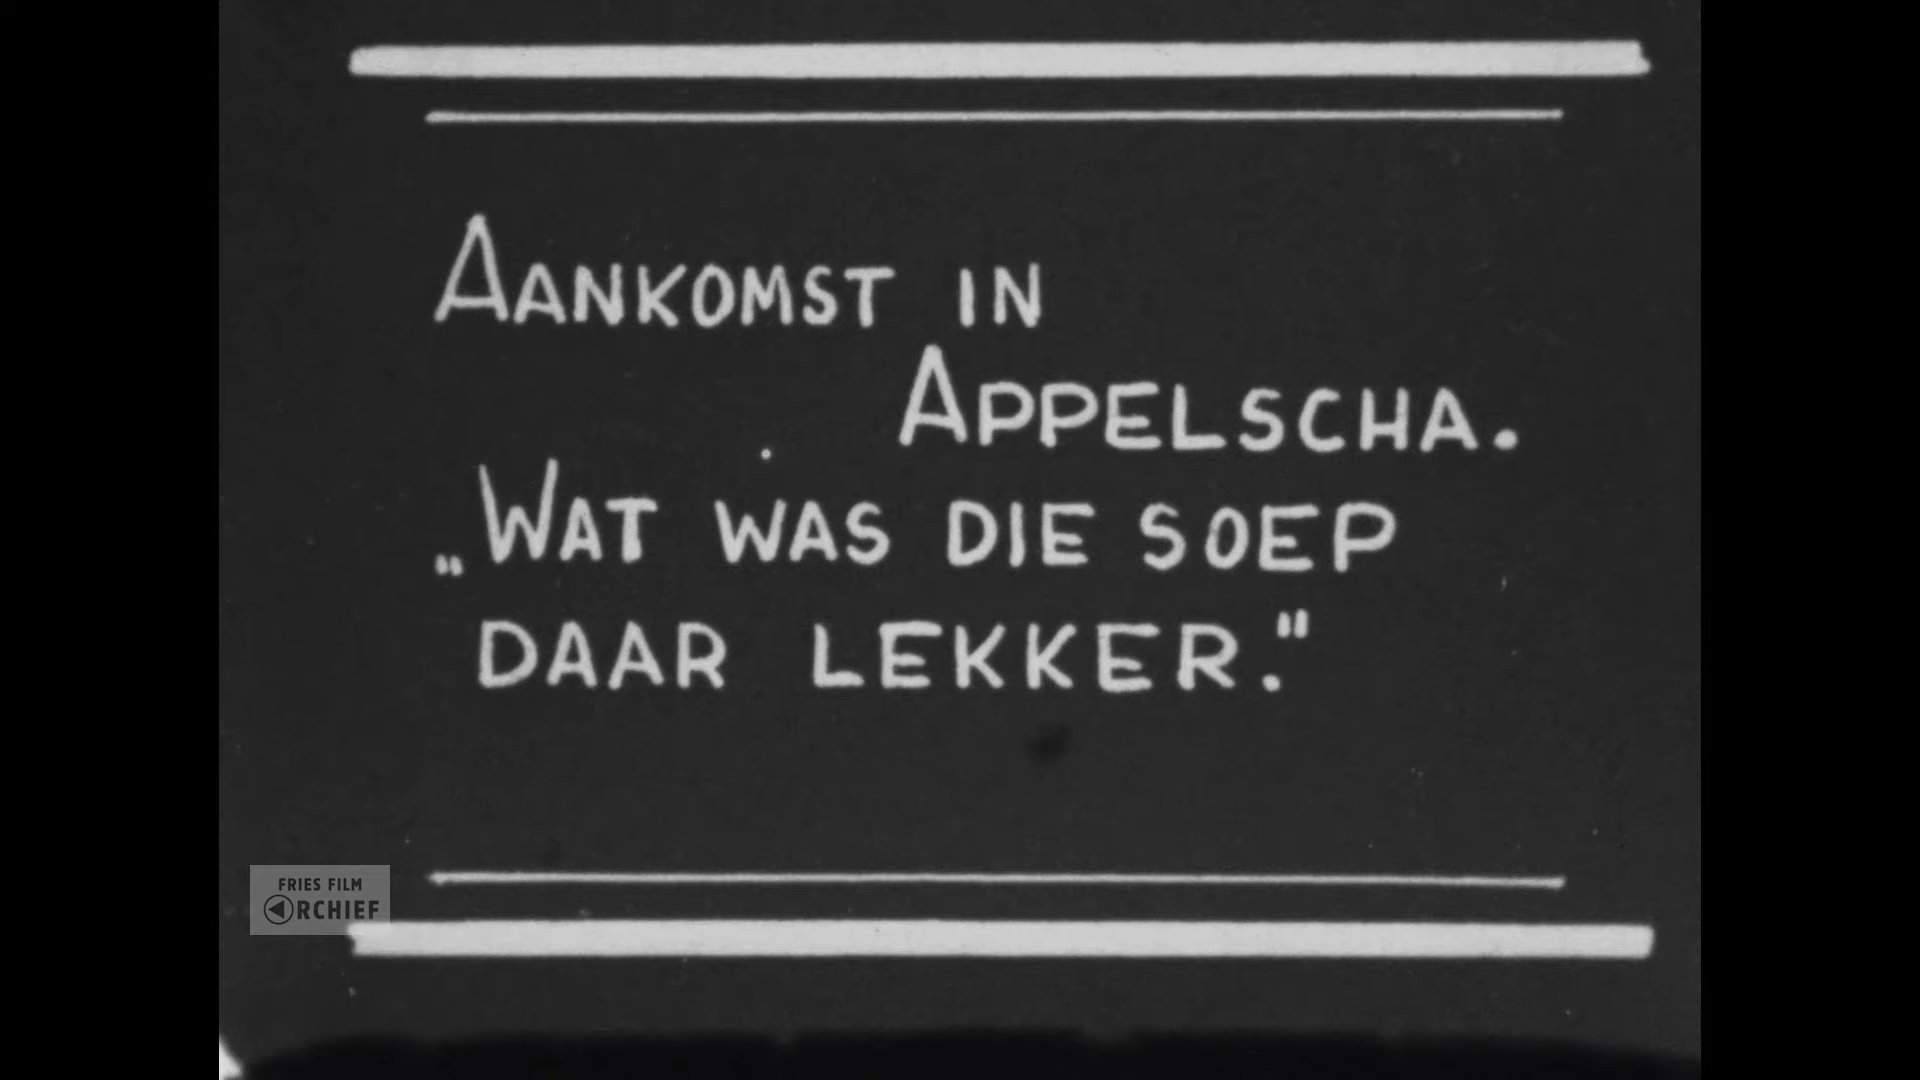 AANKOMST IN
APPELSCHA.
„WAT WAS DIE SOEP
DAAR LEKKER."
FRIES FILM
ARCHIEF